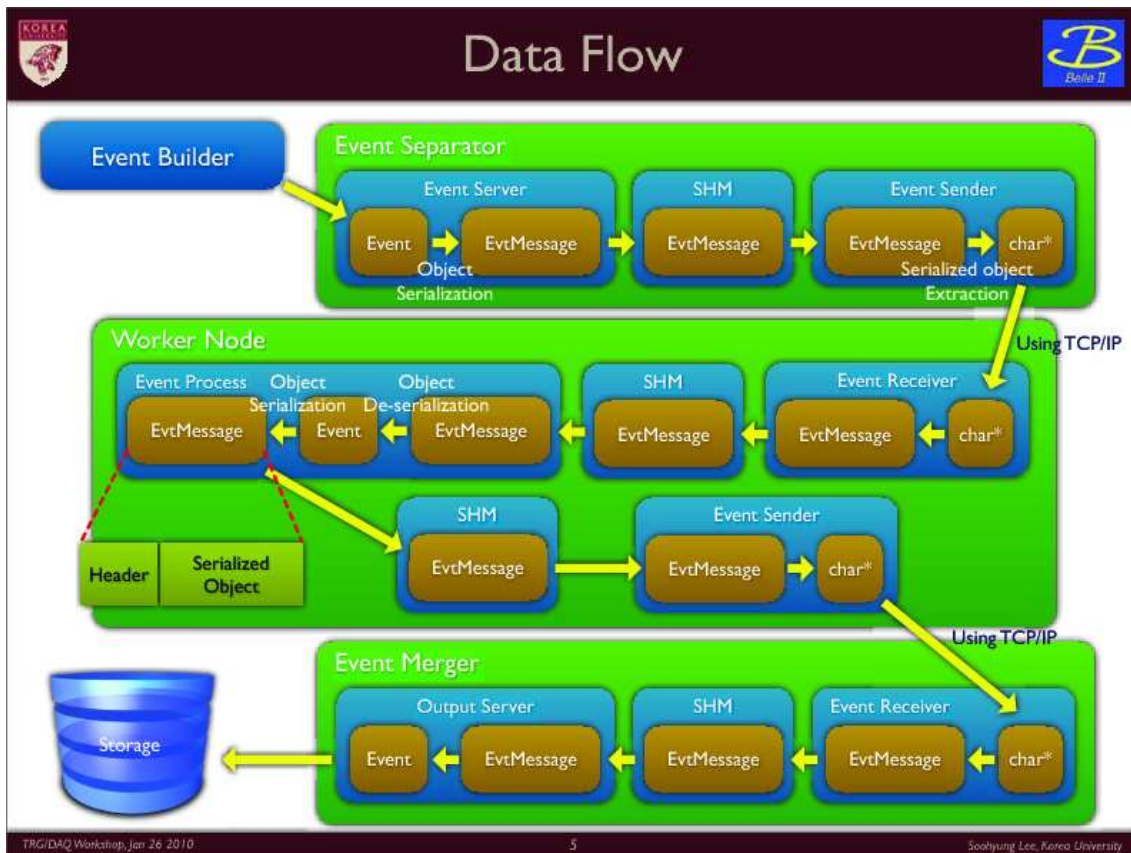 KOREA
UNIVERSITY
Data Flow
B
Belle II
Event Builder
Event Separator
Event Server
SHM
Event Sender
Event
EvtMessage
EvtMessage
EvtMessage
char*
Object
Serialization
Serialized object
Extraction
Using TCP/IP
Worker Node
Event Process
Object
Serialization
Object
De-serialization
SHM
Event Receiver
EvtMessage
Event
EvtMessage
EvtMessage
EvtMessage
char*
SHM
Event Sender
EvtMessage
EvtMessage
char*
Header
Serialized
Object
Using TCP/IP
Event Merger
Output Server
SHM
Event Receiver
Storage
Event
EvtMessage
EvtMessage
EvtMessage
char*
TRG/DAQ Workshop, Jan 26 2010
5
Soohyung Lee, Korea University